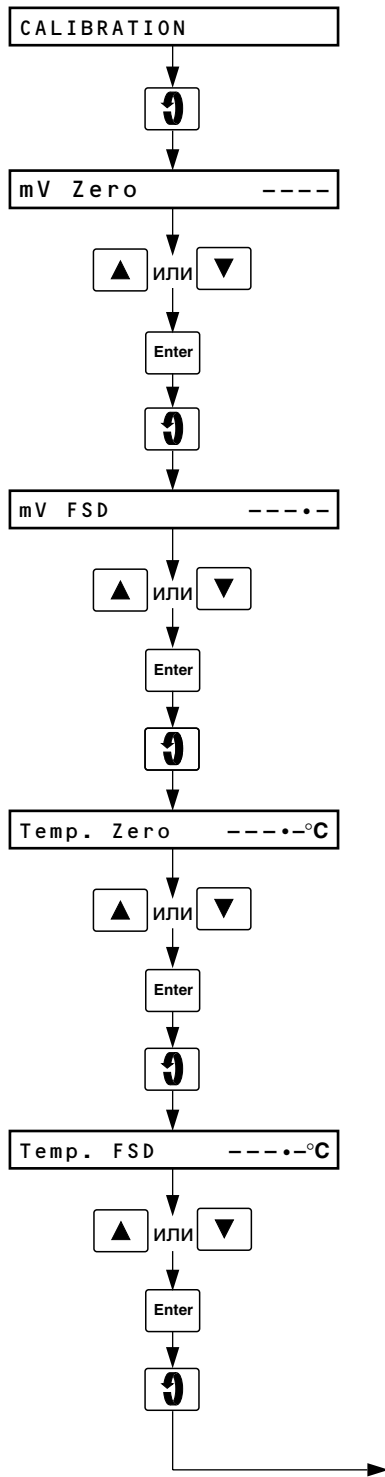 CALIBRATION
mV Zero ----
▲ или ▼
Enter
mV FSD ---•-
▲ или ▼
Enter
Temp. Zero ---•-°C
▲ или ▼
Enter
Temp. FSD ---•-°C
▲ или ▼
Enter